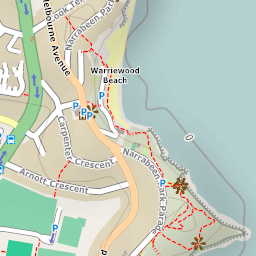 Melbourne Avenue
Narrabeen Park
Warriewood
Beach
P
P
P
P
Carpenter Crescent
Narrabeen Park Parade
P
Arnott Crescent
P
P
0